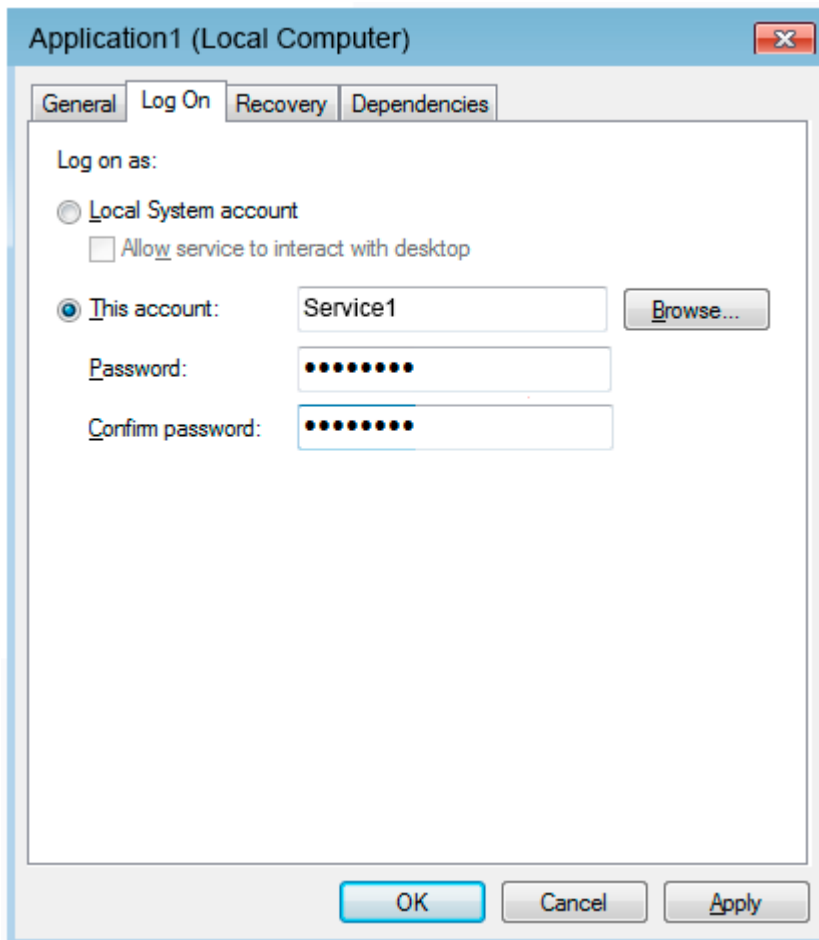 Application1 (Local Computer)
General Log On Recovery Dependencies
Log on as:
Local System account
Allow service to interact with desktop
This account: Service1 Browse...
Password: ••••••••
Confirm password: ••••••••
OK Cancel Apply